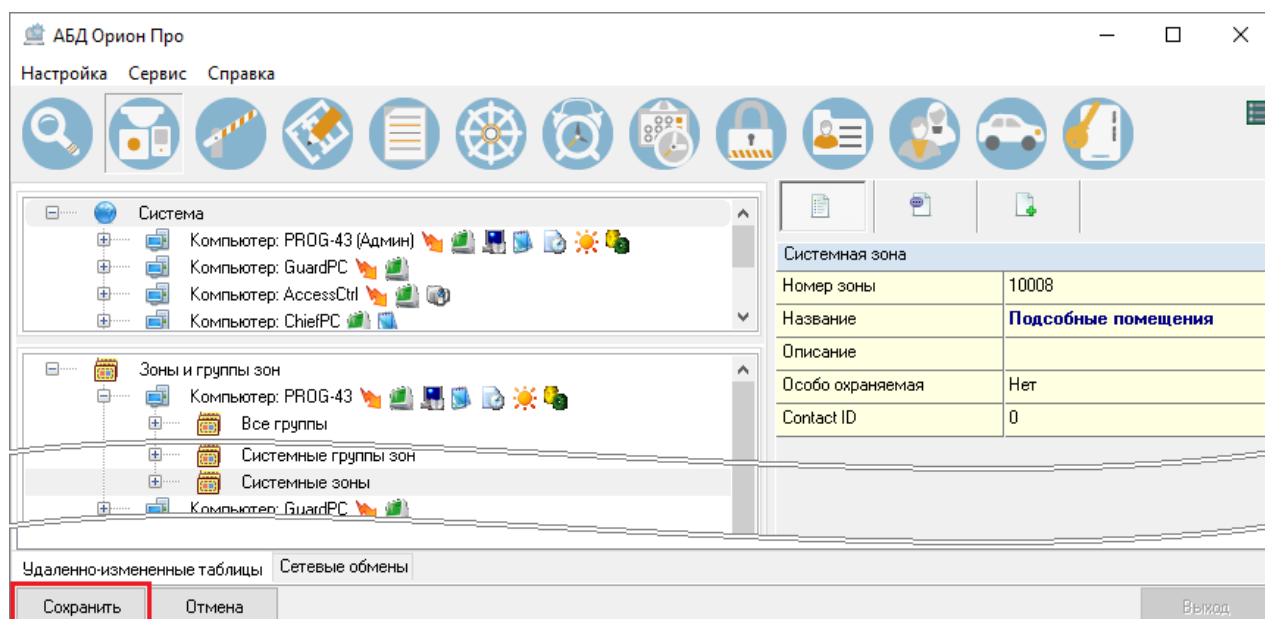 АБД Орион Про
Настройка Сервис Справка
Система
Компьютер: PROG-43 (Админ)
Компьютер: GuardPC
Компьютер: AccessCtrl
Компьютер: ChiefPC
Зоны и группы зон
Компьютер: PROG-43
Все группы
Системные группы зон
Системные зоны
Компьютер: GuardPC
Системная зона
Номер зоны 10008
Название Подсобные помещения
Описание
Особо охраняемая Нет
Contact ID 0
Удаленно-измененные таблицы Сетевые обмены
Сохранить Отмена Выход